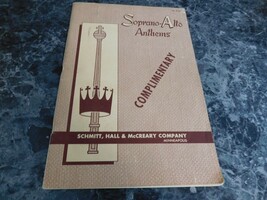 Soprano-Alto
Anthems
COMPLIMENTARY
SCHMITT, HALL & McCREARY COMPANY
MINNEAPOLIS